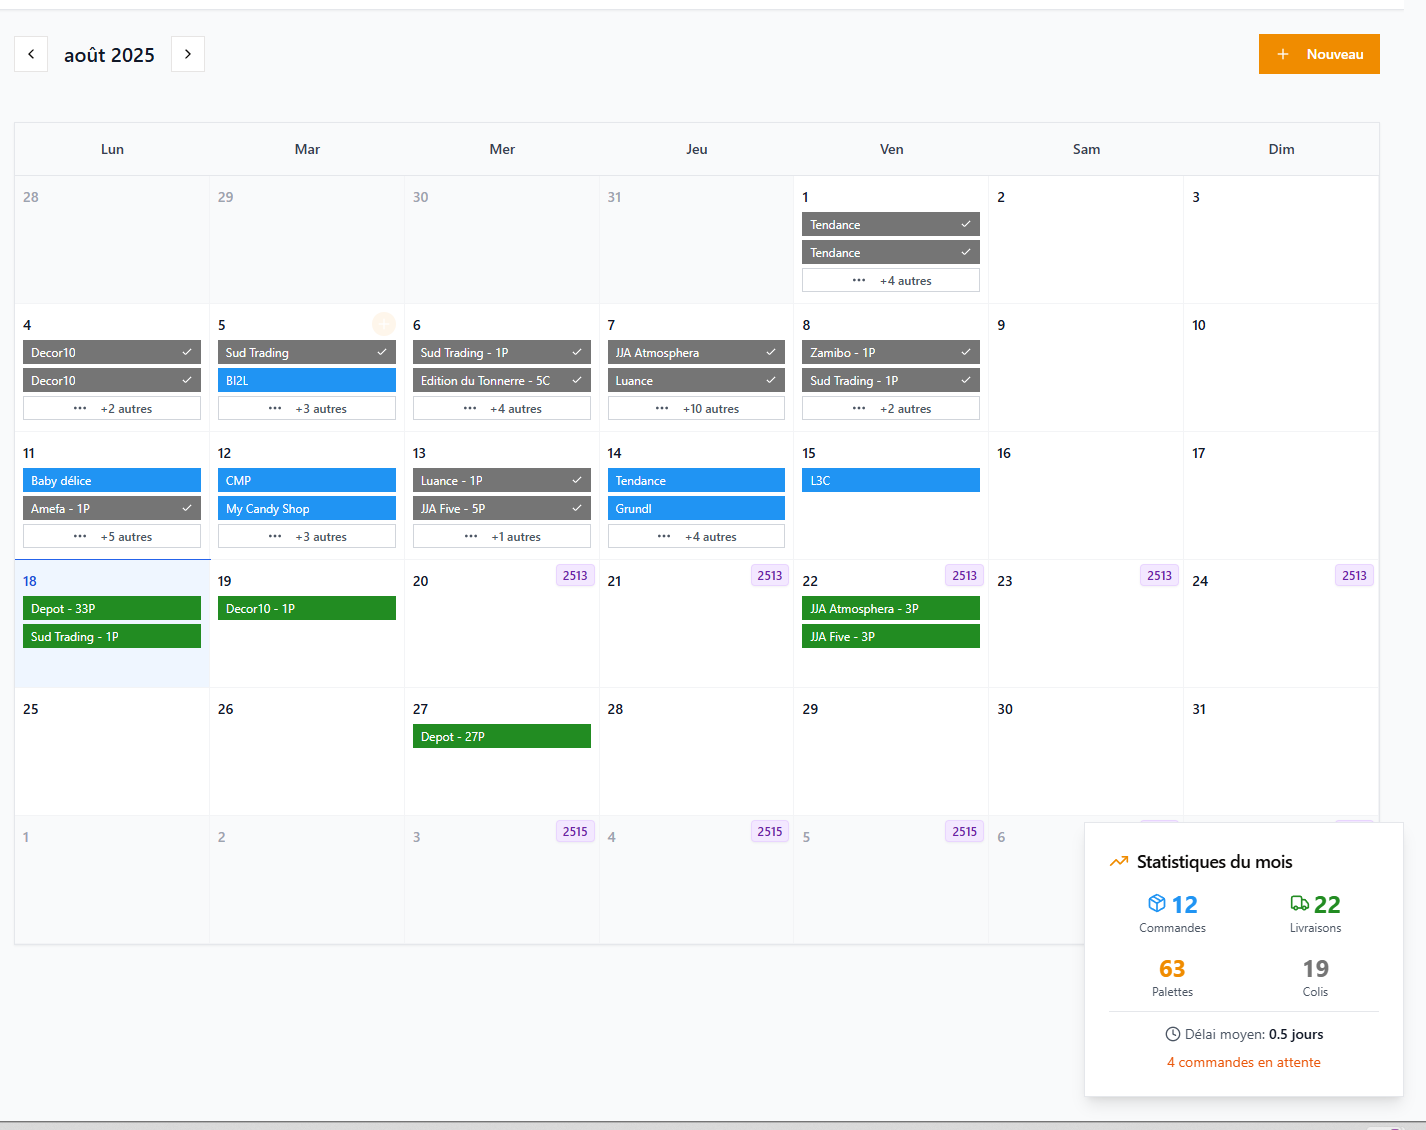 août 2025
+ Nouveau
Lun Mar Mer Jeu Ven Sam Dim
28 29 30 31 1 2 3
Tendance
Tendance
... +4 autres
4 5 6 7 8 9 10
Decor10 Sud Trading Sud Trading - 1P JJA Atmosphera Zamibo - 1P
Decor10 BI2L Edition du Tonnerre - 5C Luance Sud Trading - 1P
... +2 autres ... +3 autres ... +4 autres ... +10 autres ... +2 autres
11 12 13 14 15 16 17
Baby délice CMP Luance - 1P Tendance L3C
Amefa - 1P My Candy Shop JJA Five - 5P Grundl
... +5 autres ... +3 autres ... +1 autres ... +4 autres
18 19 20 2513 21 2513 22 2513 23 2513 24 2513
Depot - 33P Decor10 - 1P JJA Atmosphera - 3P
Sud Trading - 1P JJA Five - 3P
25 26 27 28 29 30 31
Depot - 27P
1 2 3 2515 4 2515 5 2515 6
Statistiques du mois
12 22
Commandes Livraisons
63 19
Palettes Colis
Délai moyen: 0.5 jours
4 commandes en attente